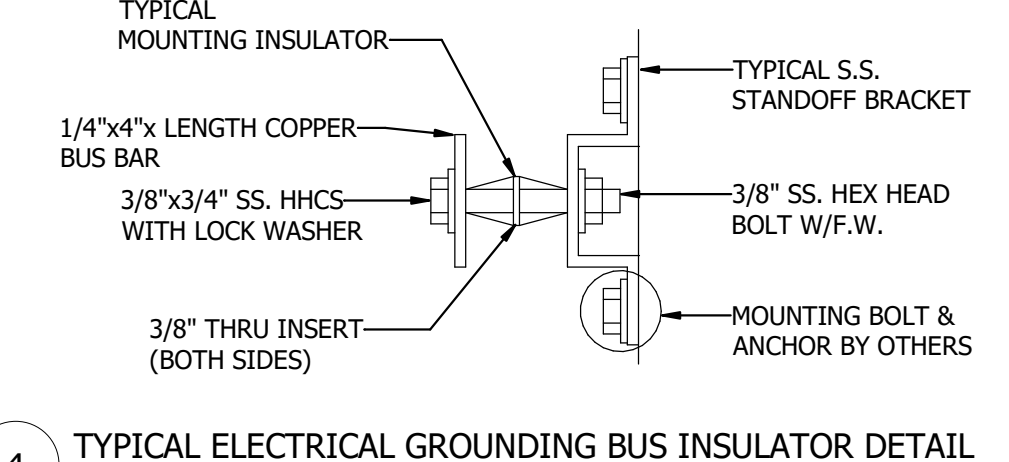 TYPICAL
MOUNTING INSULATOR
TYPICAL S.S.
STANDOFF BRACKET
1/4"x4"x LENGTH COPPER
BUS BAR
3/8"x3/4" SS. HHCS
WITH LOCK WASHER
3/8" SS. HEX HEAD
BOLT W/F.W.
3/8" THRU INSERT
(BOTH SIDES)
MOUNTING BOLT &
ANCHOR BY OTHERS
4
TYPICAL ELECTRICAL GROUNDING BUS INSULATOR DETAIL